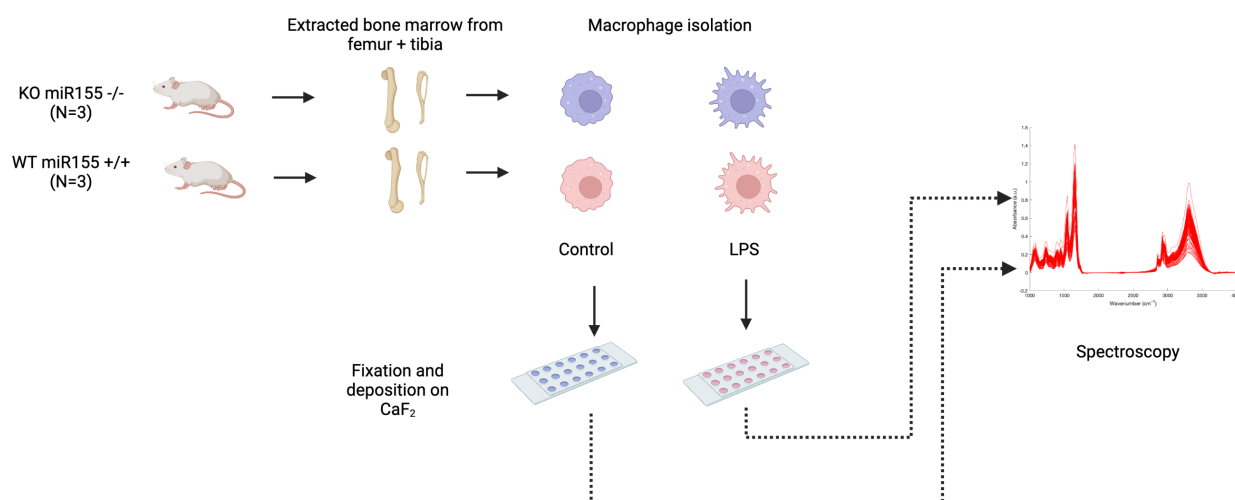 Extracted bone marrow from
femur + tibia
Macrophage isolation
KO miR155 -/-
(N=3)
WT miR155 +/+
(N=3)
Control
LPS
Fixation and
deposition on
CaF₂
1.6
1.4
1.2
1
0.8
0.6
0.4
0.2
0
-0.2
Absorbance (a.u.)
1000 1500 2000 2500 3000 3500
Wavenumber (cm⁻¹)
Spectroscopy